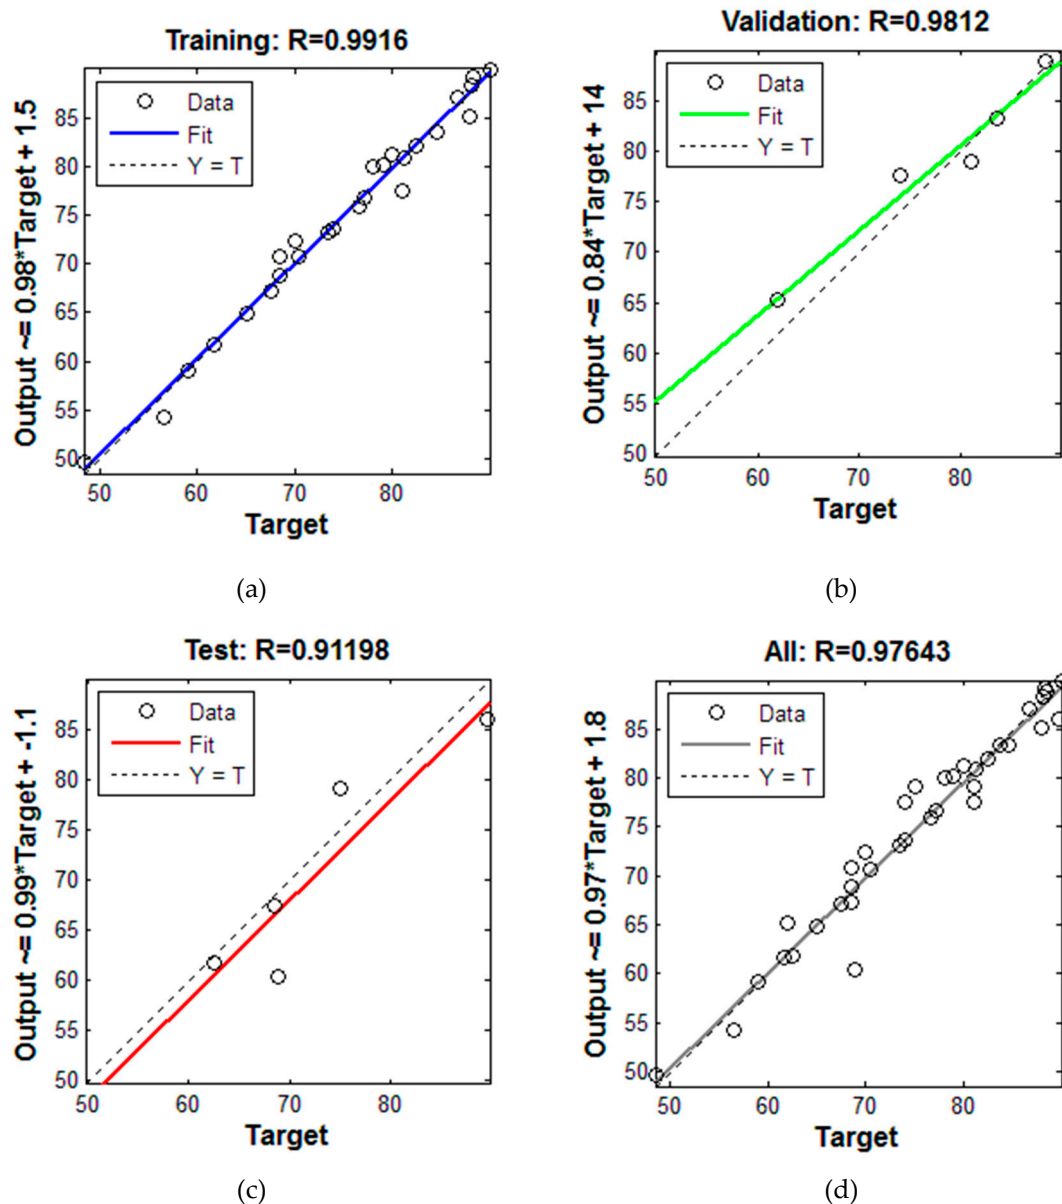 Training: R=0.9916
Output ~= 0.98*Target + 1.5
Data
Fit
Y = T
85
80
75
70
65
60
55
50
50 60 70 80
Target
(a)
Validation: R=0.9812
Output ~= 0.84*Target + 14
Data
Fit
Y = T
85
80
75
70
65
60
55
50
50 60 70 80
Target
(b)
Test: R=0.91198
Output ~= 0.99*Target + -1.1
Data
Fit
Y = T
85
80
75
70
65
60
55
50
50 60 70 80
Target
(c)
All: R=0.97643
Output ~= 0.97*Target + 1.8
Data
Fit
Y = T
85
80
75
70
65
60
55
50
50 60 70 80
Target
(d)